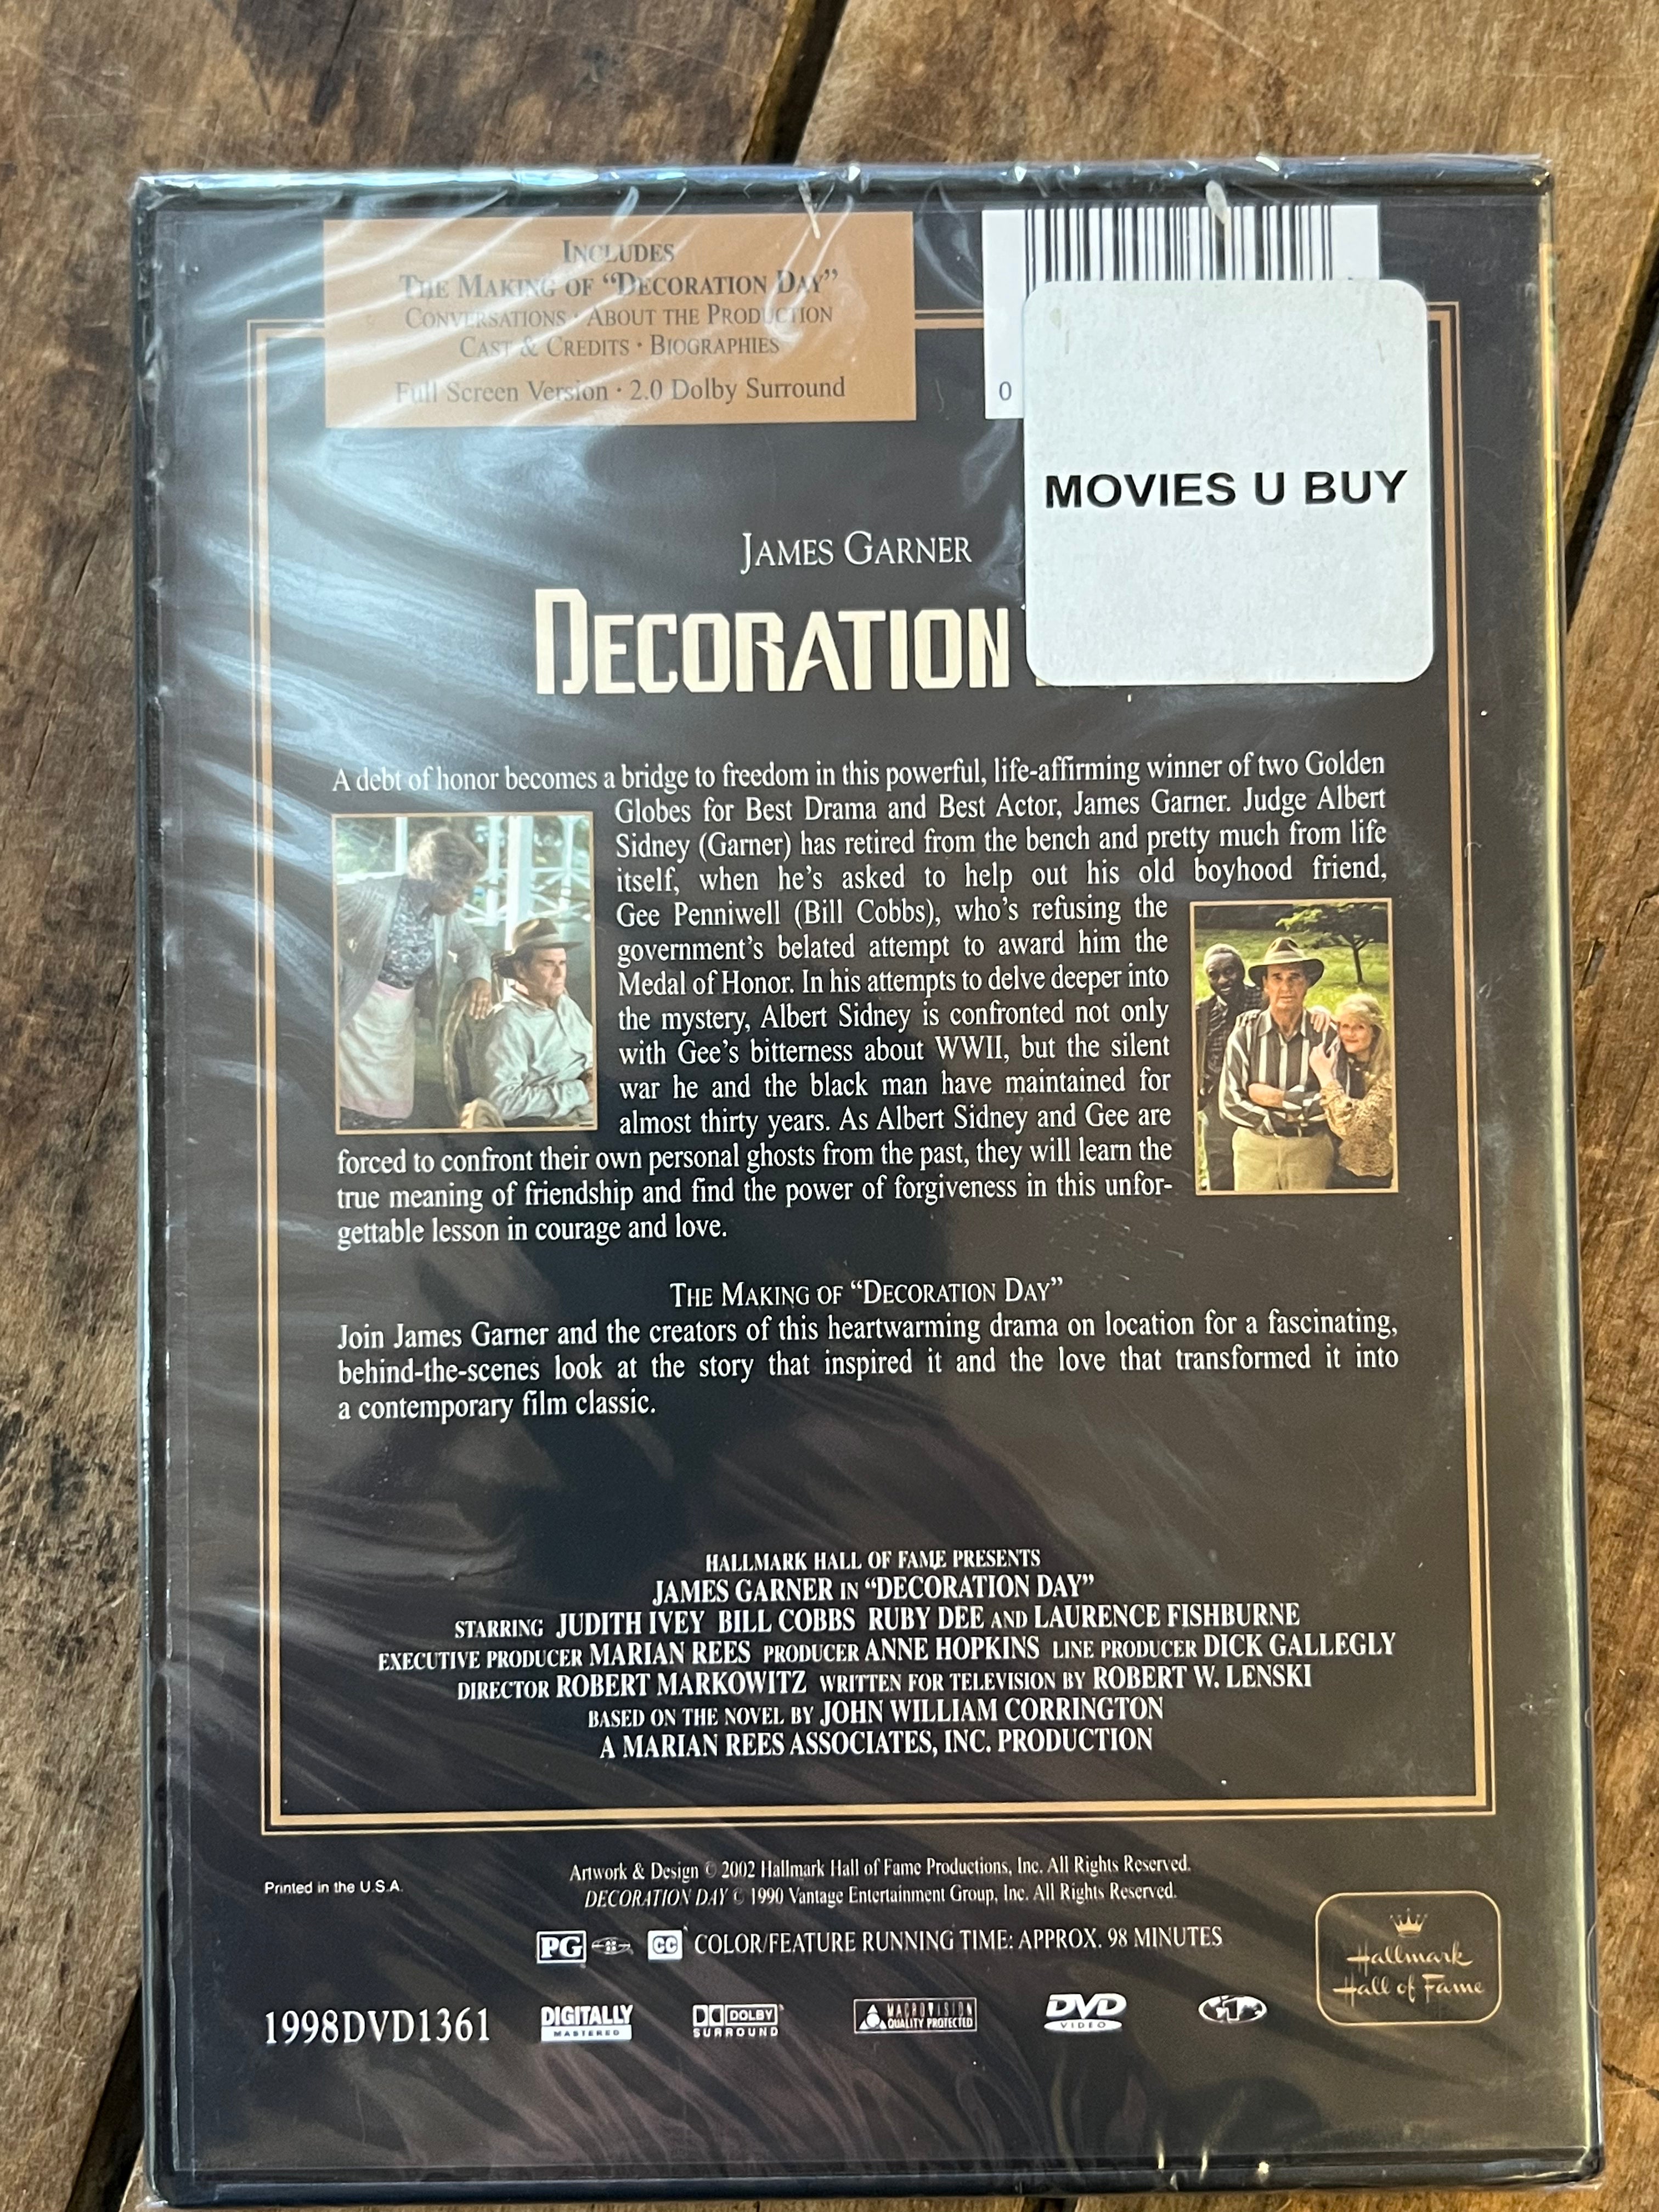 INCLUDES
THE MAKING OF “DECORATION DAY”
CONVERSATIONS · ABOUT THE PRODUCTION
CAST & CREDITS · BIOGRAPHIES
Full Screen Version · 2.0 Dolby Surround
0
MOVIES U BUY
JAMES GARNER
DECORATION
A debt of honor becomes a bridge to freedom in this powerful, life-affirming winner of two Golden
Globes for Best Drama and Best Actor, James Garner. Judge Albert
Sidney (Garner) has retired from the bench and pretty much from life
itself, when he’s asked to help out his old boyhood friend,
Gee Penniwell (Bill Cobbs), who’s refusing the
government’s belated attempt to award him the
Medal of Honor. In his attempts to delve deeper into
the mystery, Albert Sidney is confronted not only
with Gee’s bitterness about WWII, but the silent
war he and the black man have maintained for
almost thirty years. As Albert Sidney and Gee are
forced to confront their own personal ghosts from the past, they will learn the
true meaning of friendship and find the power of forgiveness in this unfor-
gettable lesson in courage and love.
THE MAKING OF “DECORATION DAY”
Join James Garner and the creators of this heartwarming drama on location for a fascinating,
behind-the-scenes look at the story that inspired it and the love that transformed it into
a contemporary film classic.
HALLMARK HALL OF FAME PRESENTS
JAMES GARNER IN “DECORATION DAY”
STARRING JUDITH IVEY BILL COBBS RUBY DEE AND LAURENCE FISHBURNE
EXECUTIVE PRODUCER MARIAN REES PRODUCER ANNE HOPKINS LINE PRODUCER DICK GALLEGLY
DIRECTOR ROBERT MARKOWITZ WRITTEN FOR TELEVISION BY ROBERT W. LENSKI
BASED ON THE NOVEL BY JOHN WILLIAM CORRINGTON
A MARIAN REES ASSOCIATES, INC. PRODUCTION
Artwork & Design © 2002 Hallmark Hall of Fame Productions, Inc. All Rights Reserved.
Printed in the U.S.A.
DECORATION DAY © 1990 Vantage Entertainment Group, Inc. All Rights Reserved.
PG CC COLOR/FEATURE RUNNING TIME: APPROX. 98 MINUTES
Hallmark
Hall of Fame
1998DVD1361
DIGITALLY
MASTERED
DOLBY
SURROUND
MACROVISION
QUALITY PROTECTED
DVD
VIDEO